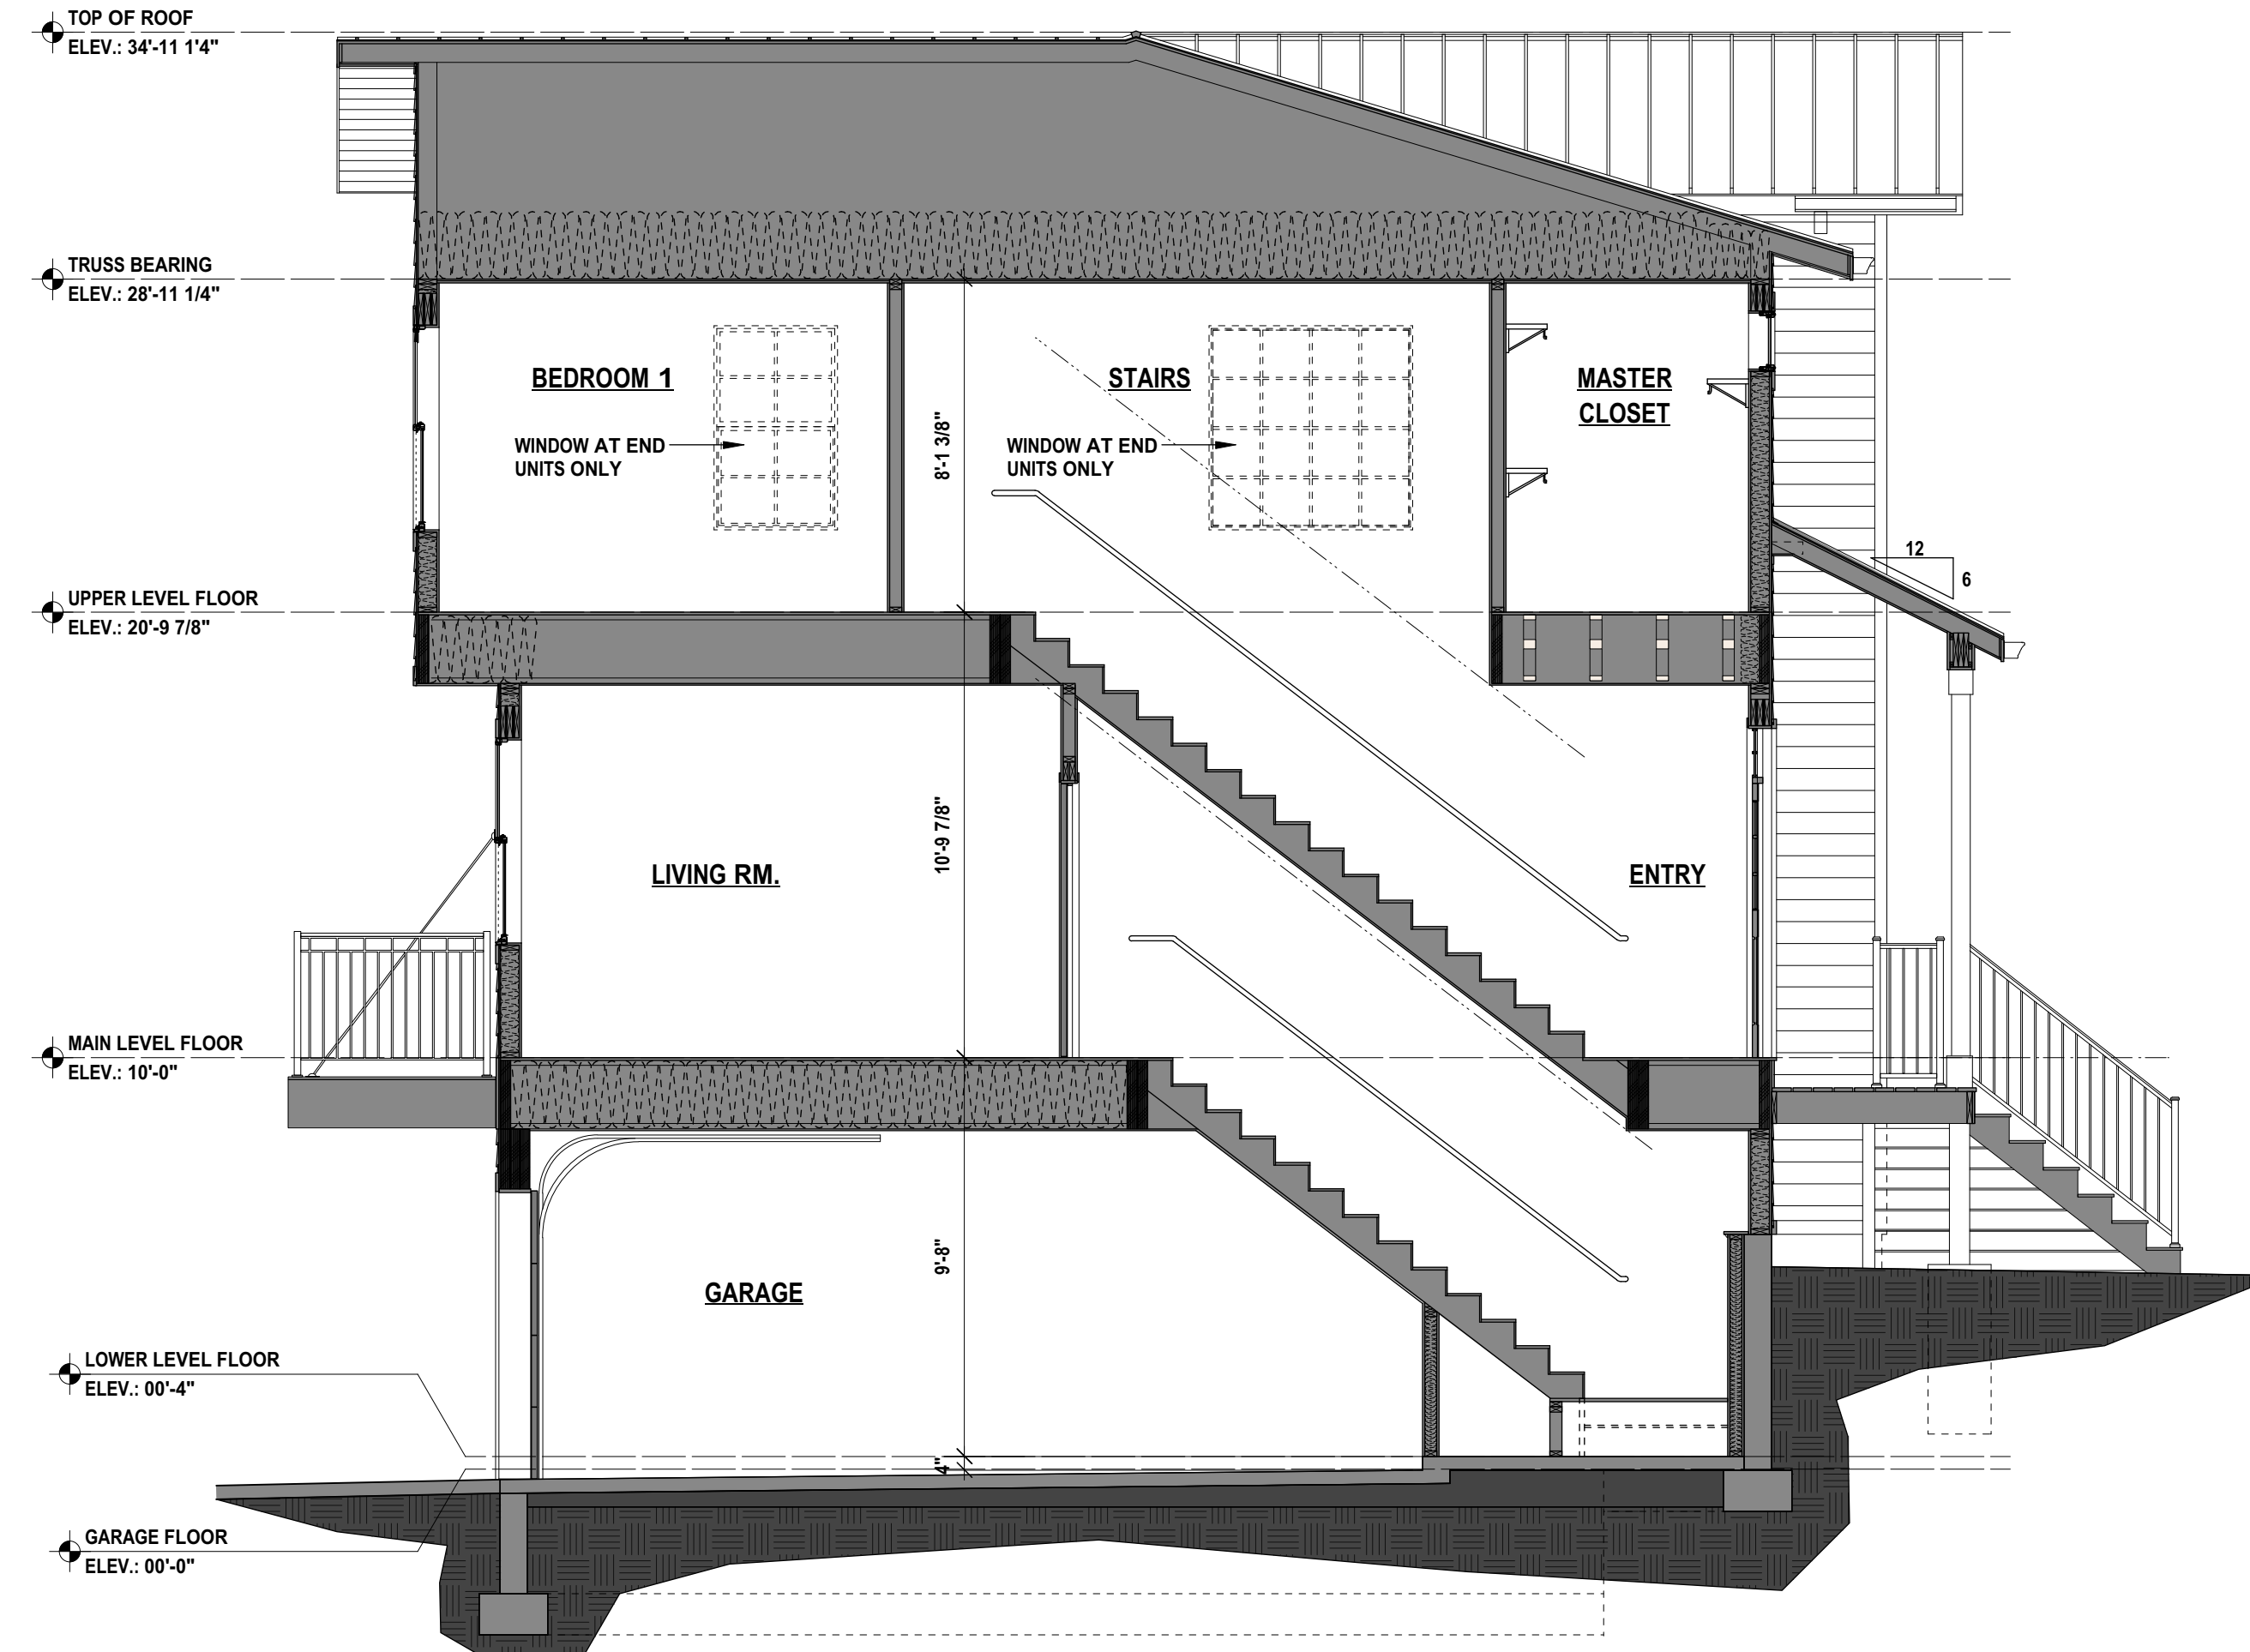 TOP OF ROOF
ELEV.: 34'-11 1'4"
TRUSS BEARING
ELEV.: 28'-11 1/4"
BEDROOM 1
STAIRS
MASTER
CLOSET
WINDOW AT END
UNITS ONLY
WINDOW AT END
UNITS ONLY
8'-1 3/8"
12
6
UPPER LEVEL FLOOR
ELEV.: 20'-9 7/8"
10'-9 7/8"
LIVING RM.
ENTRY
MAIN LEVEL FLOOR
ELEV.: 10'-0"
9'-8"
GARAGE
LOWER LEVEL FLOOR
ELEV.: 00'-4"
4"
GARAGE FLOOR
ELEV.: 00'-0"